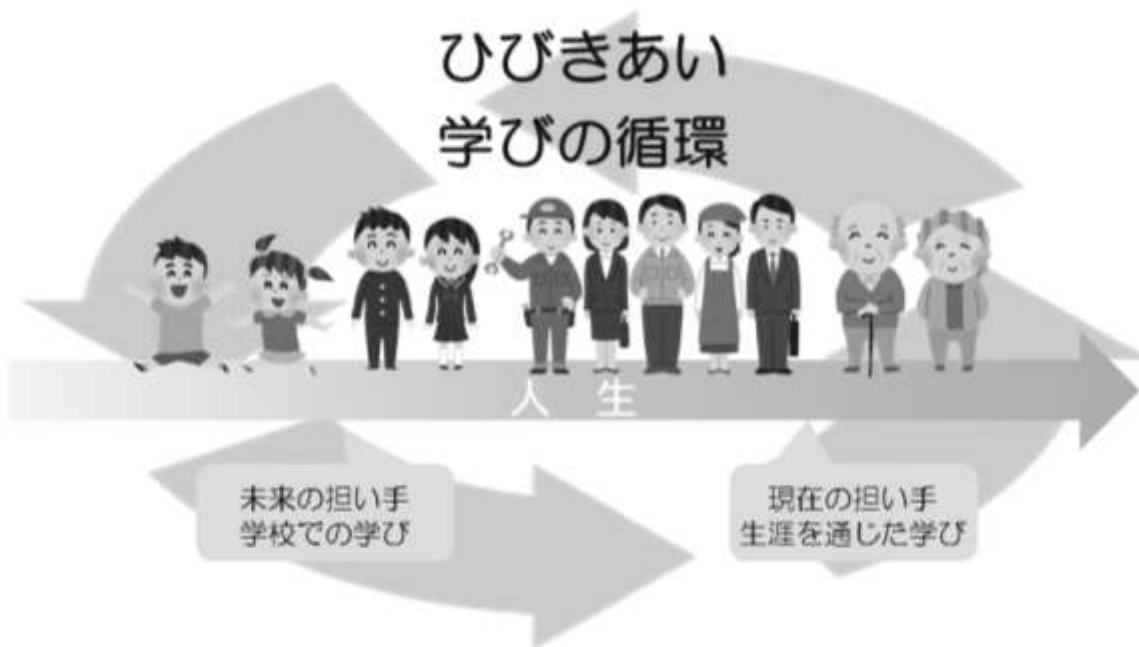 ひびきあい
学びの循環
人 生
未来の担い手
学校での学び
現在の担い手
生涯を通じた学び